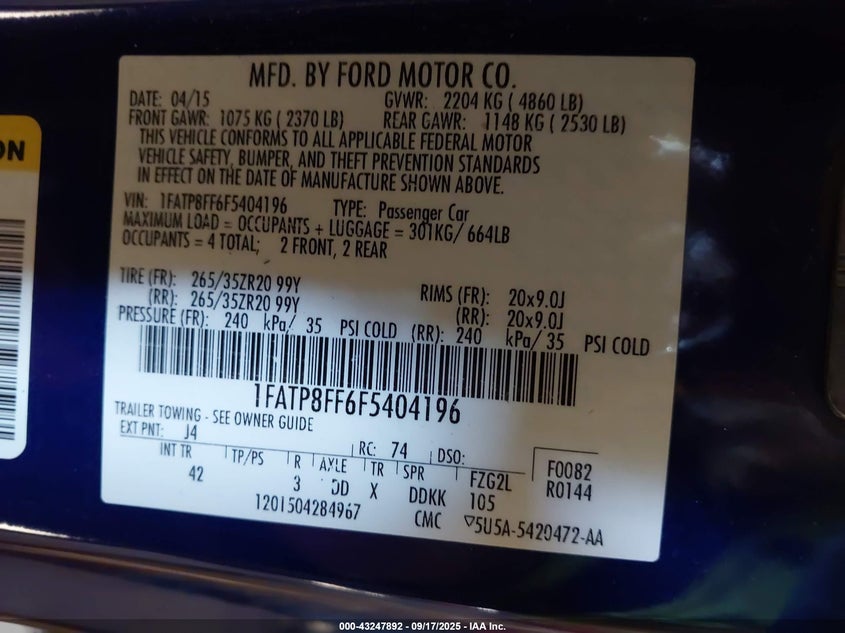 MFD. BY FORD MOTOR CO.
DATE: 04/15 GVWR: 2204 KG ( 4860 LB)
FRONT GAWR: 1075 KG ( 2370 LB) REAR GAWR: 1148 KG ( 2530 LB)
THIS VEHICLE CONFORMS TO ALL APPLICABLE FEDERAL MOTOR
VEHICLE SAFETY, BUMPER, AND THEFT PREVENTION STANDARDS
IN EFFECT ON THE DATE OF MANUFACTURE SHOWN ABOVE.
VIN: 1FATP8FF6F5404196 TYPE: Passenger Car
MAXIMUM LOAD = OCCUPANTS + LUGGAGE = 301KG/ 664LB
OCCUPANTS = 4 TOTAL; 2 FRONT, 2 REAR
TIRE (FR): 265/35ZR20 99Y RIMS (FR): 20x9.0J
(RR): 265/35ZR20 99Y (RR): 20x9.0J
PRESSURE (FR): 240 kPa/ 35 PSI COLD (RR): 240 kPa/ 35 PSI COLD
1FATP8FF6F5404196
TRAILER TOWING - SEE OWNER GUIDE
EXT PNT: J4 RC: 74 DSO:
INT TR TP/PS R AXLE TR SPR FZG2L F0082
42 3 DD X DDKK 105 R0144
1201504284967 CMC ▽5U5A-5420472-AA
ON
000-43247892 - 09/17/2025 - IAA Inc.